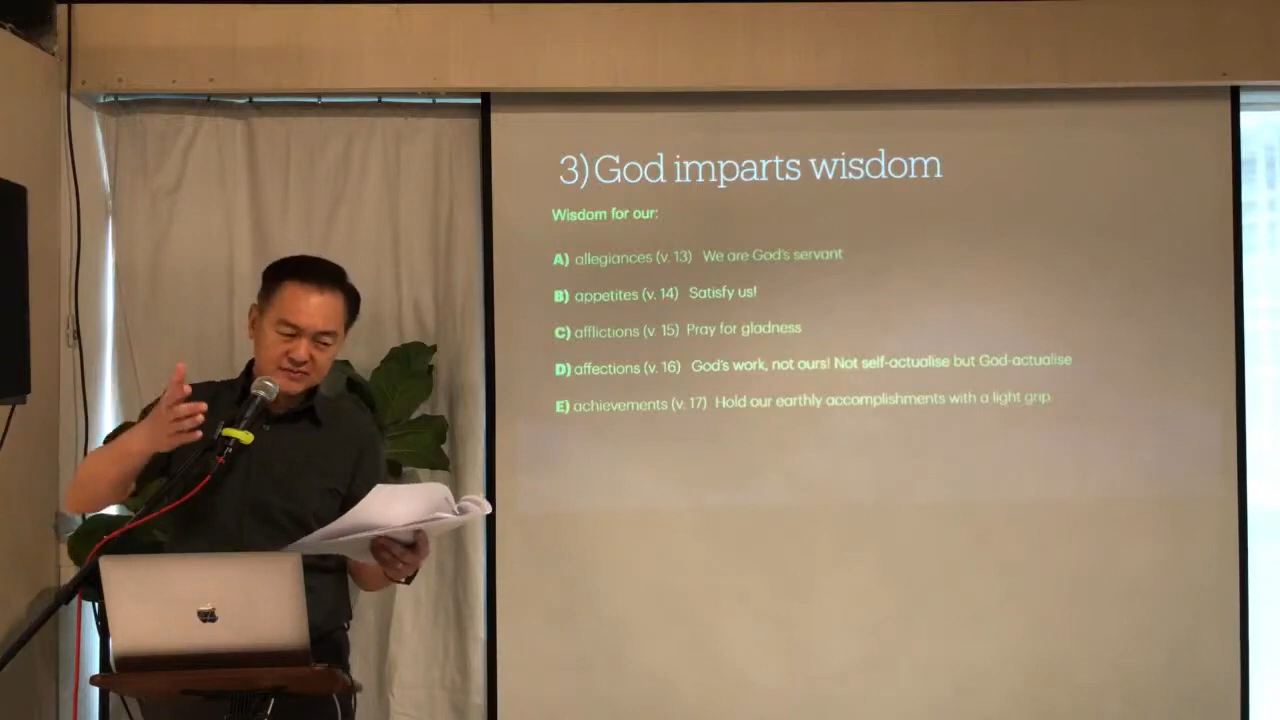 3) God imparts wisdom
Wisdom for our:
A) allegiances (v. 13) We are God's servant
B) appetites (v. 14) Satisfy us!
C) afflictions (v. 15) Pray for gladness
D) affections (v. 16) God's work, not ours! Not self-actualise but God-actualise
E) achievements (v. 17) Hold our earthly accomplishments with a light grip